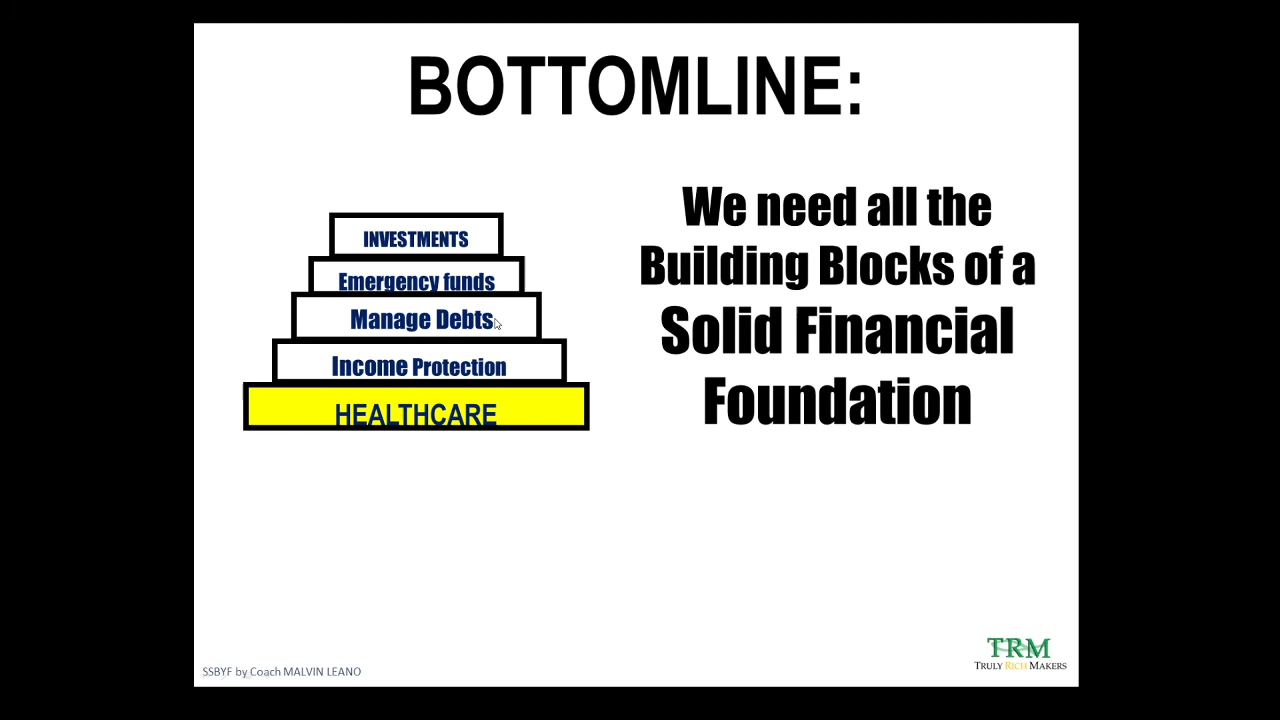 BOTTOMLINE:
INVESTMENTS
Emergency funds
Manage Debts
Income Protection
HEALTHCARE
We need all the
Building Blocks of a
Solid Financial
Foundation
SSBYF by Coach MALVIN LEANO
TRM
TRULY RICH MAKERS